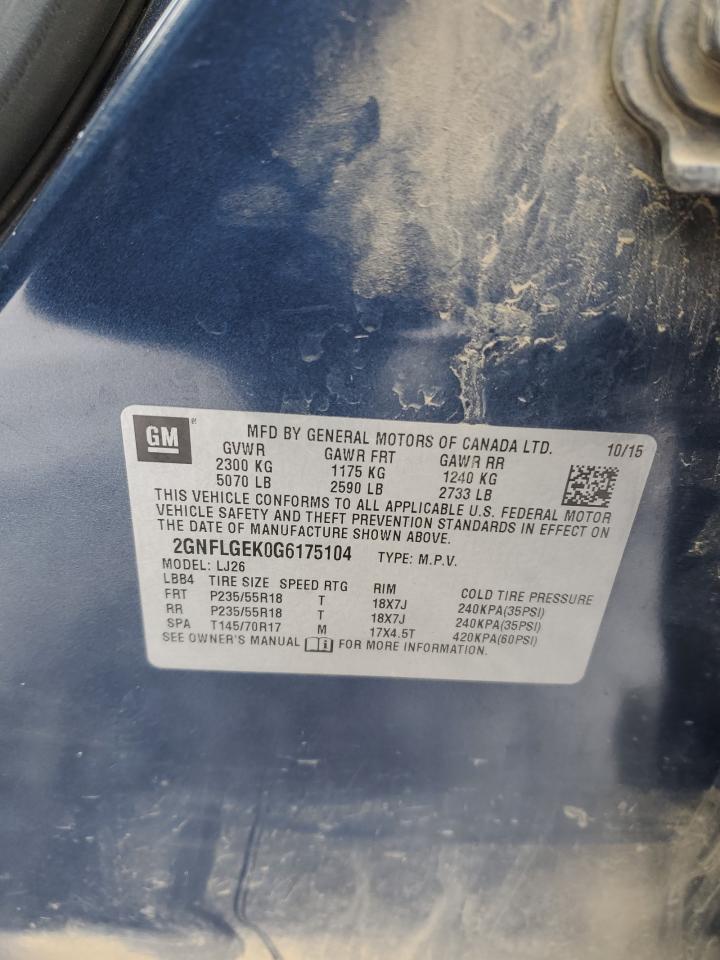 GM
MFD BY GENERAL MOTORS OF CANADA LTD. 10/15
GVWR GAWR FRT GAWR RR
2300 KG 1175 KG 1240 KG
5070 LB 2590 LB 2733 LB
THIS VEHICLE CONFORMS TO ALL APPLICABLE U.S. FEDERAL MOTOR
VEHICLE SAFETY AND THEFT PREVENTION STANDARDS IN EFFECT ON
THE DATE OF MANUFACTURE SHOWN ABOVE.
2GNFLGEK0G6175104 TYPE: M.P.V.
MODEL: LJ26
LBB4 TIRE SIZE SPEED RTG RIM COLD TIRE PRESSURE
FRT P235/55R18 T 18X7J 240KPA(35PSI)
RR P235/55R18 T 18X7J 240KPA(35PSI)
SPA T145/70R17 M 17X4.5T 420KPA(60PSI)
SEE OWNER'S MANUAL FOR MORE INFORMATION.